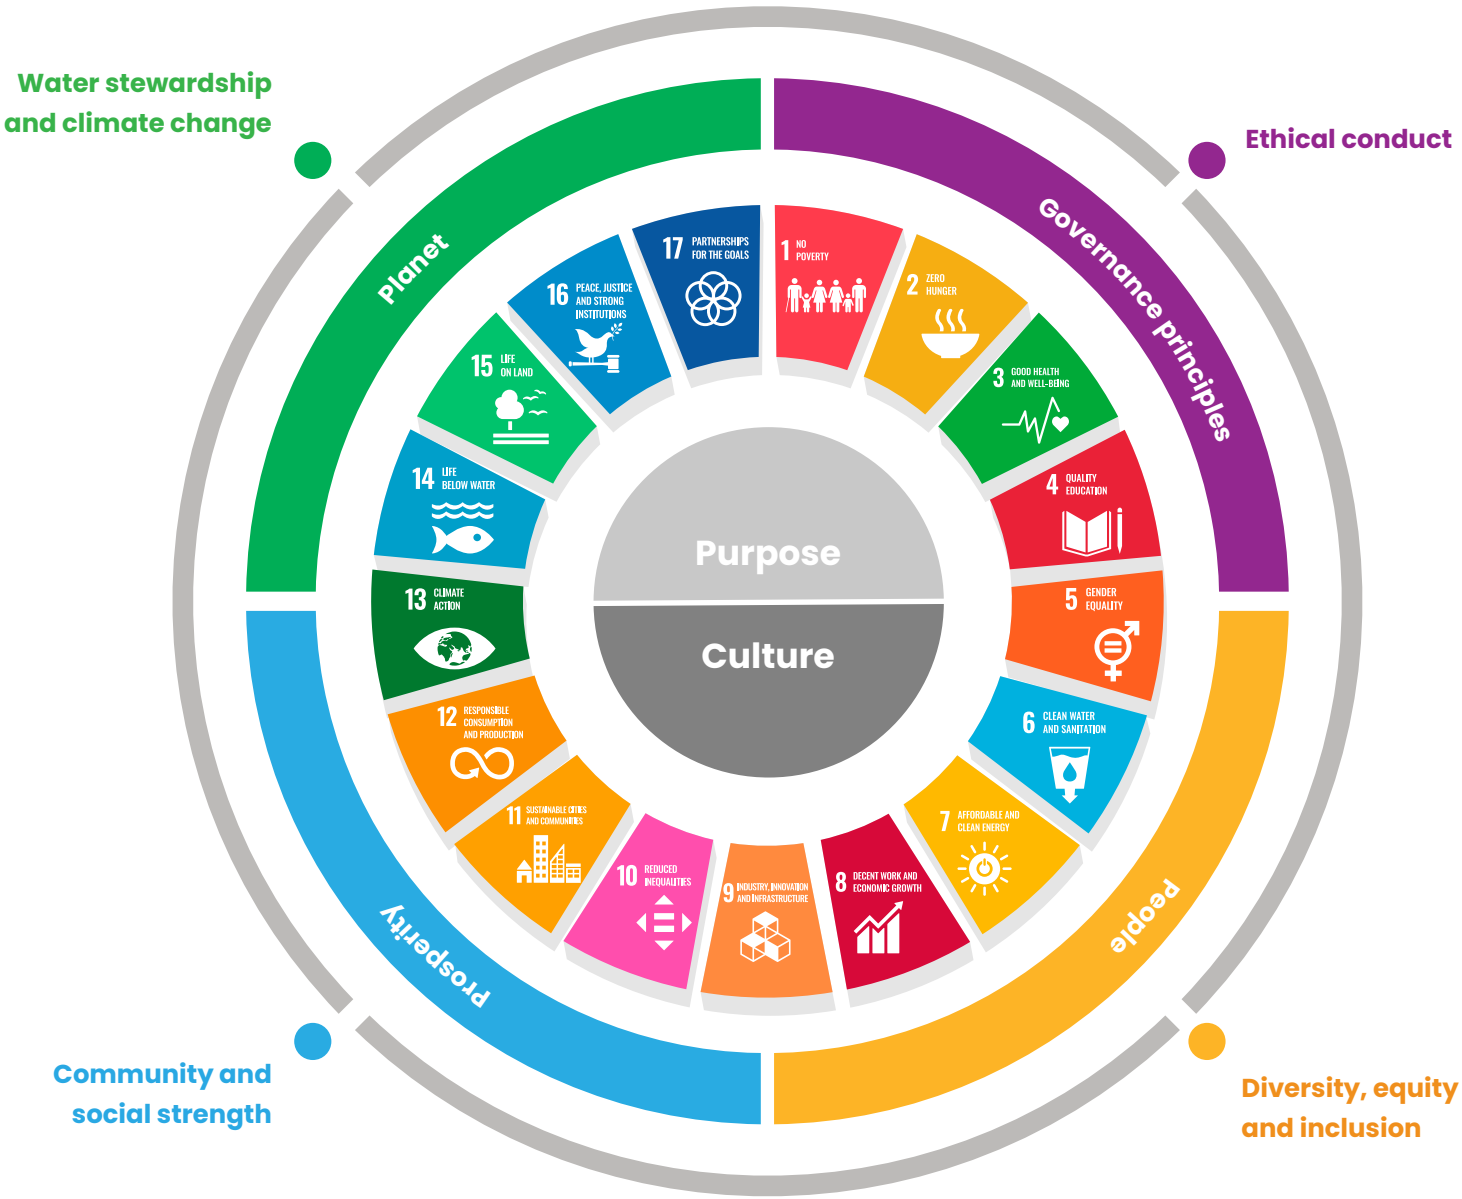 Water stewardship
and climate change
Ethical conduct
Planet
Governance principles
1 NO
POVERTY
2 ZERO
HUNGER
3 GOOD HEALTH
AND WELL-BEING
4 QUALITY
EDUCATION
5 GENDER
EQUALITY
6 CLEAN WATER
AND SANITATION
7 AFFORDABLE AND
CLEAN ENERGY
8 DECENT WORK AND
ECONOMIC GROWTH
9 INDUSTRY, INNOVATION
AND INFRASTRUCTURE
10 REDUCED
INEQUALITIES
11 SUSTAINABLE CITIES
AND COMMUNITIES
12 RESPONSIBLE
CONSUMPTION
AND PRODUCTION
13 CLIMATE
ACTION
14 LIFE
BELOW WATER
15 LIFE
ON LAND
16 PEACE, JUSTICE
AND STRONG
INSTITUTIONS
17 PARTNERSHIPS
FOR THE GOALS
Purpose
Culture
Prosperity
People
Community and
social strength
Diversity, equity
and inclusion